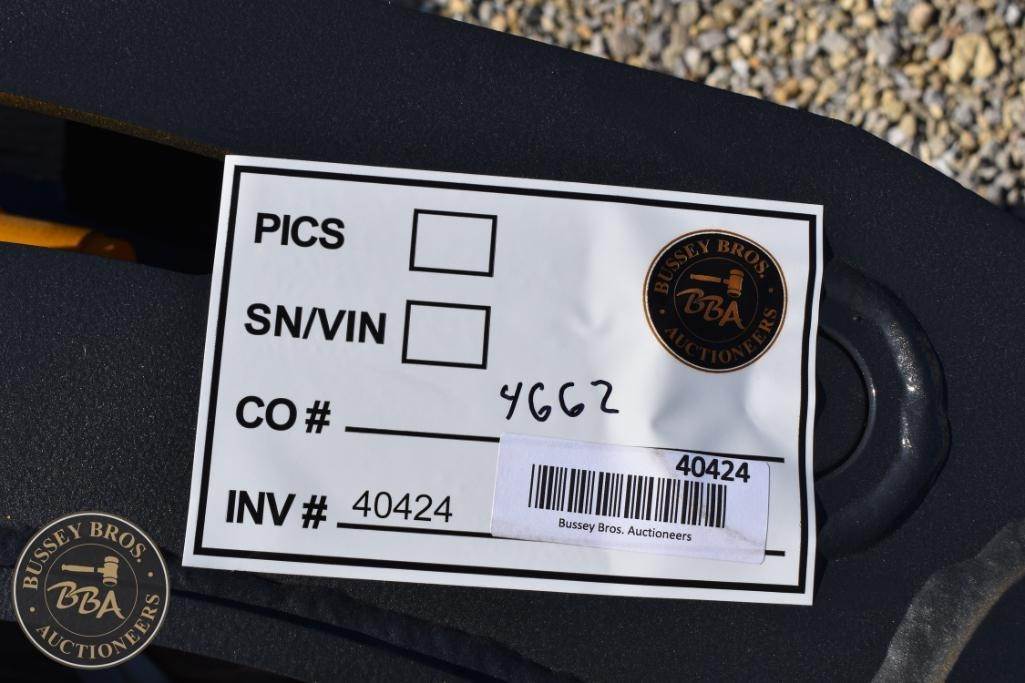 PICS
SN/VIN
CO # 4662
INV # 40424
BUSSEY BROS.
BBA
AUCTIONEERS
40424
Bussey Bros. Auctioneers
BUSSEY BROS.
BBA
AUCTIONEERS